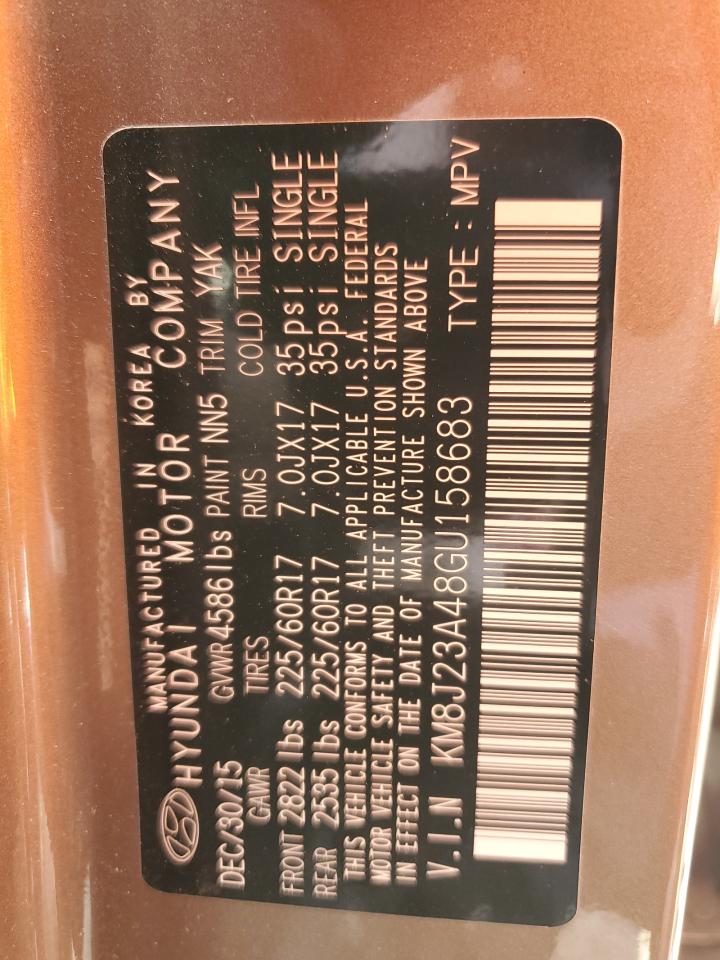 MANUFACTURED IN KOREA BY
HYUNDAI MOTOR COMPANY
DEC/30/15 GVWR 4586 lbs PAINT NN5 TRIM YAK
GAWR TIRES RIMS COLD TIRE INFL
FRONT 2822 lbs 225/60R17 7.0JX17 35psi SINGLE
REAR 2535 lbs 225/60R17 7.0JX17 35psi SINGLE
THIS VEHICLE CONFORMS TO ALL APPLICABLE U.S.A. FEDERAL
MOTOR VEHICLE SAFETY AND THEFT PREVENTION STANDARDS
IN EFFECT ON THE DATE OF MANUFACTURE SHOWN ABOVE
V.I.N KM8J23A48GU158683 TYPE : MPV